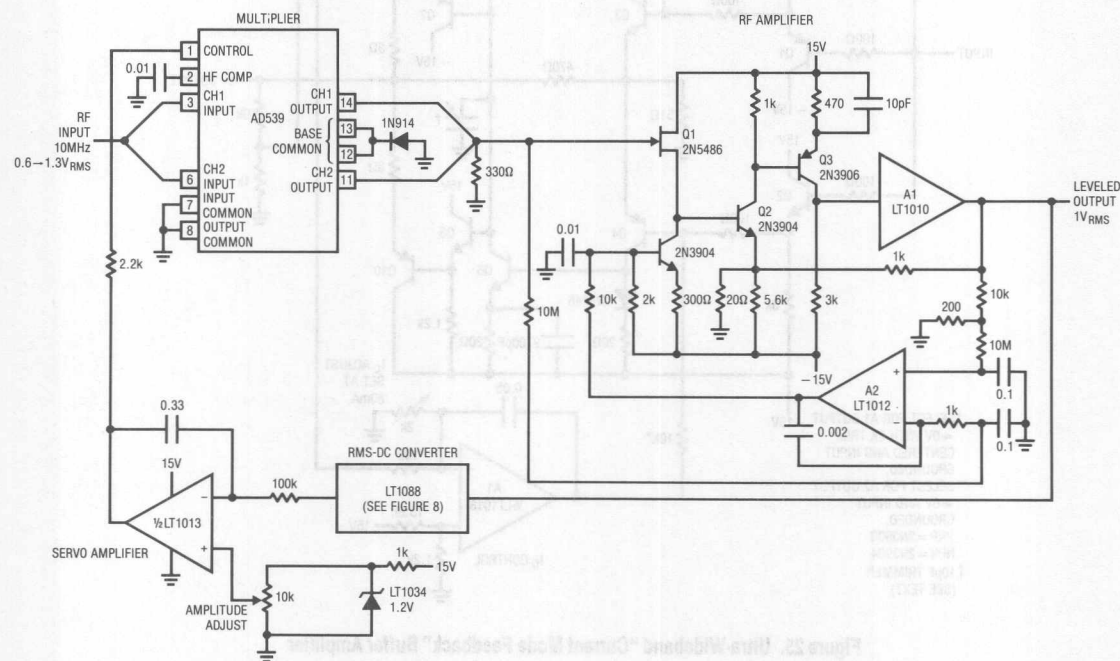 MULTIPLIER
RF AMPLIFIER
1 CONTROL
0.01
2 HF COMP
3 CH1
INPUT
CH1
OUTPUT 14
AD539
BASE 13
COMMON 12
CH2
OUTPUT 11
6 CH2
INPUT
7 INPUT
COMMON
8 OUTPUT
COMMON
RF
INPUT
10MHz
0.6→1.3VRMS
1N914
330Ω
2.2k
15V
1k
470
10pF
Q1
2N5486
Q3
2N3906
Q2
2N3904
A1
LT1010
LEVELED
OUTPUT
1VRMS
0.01
2N3904
1k
10M
10k
2k
300Ω
20Ω
5.6k
3k
10k
200
10M
−15V
+
A2
LT1012
−
0.1
1k
0.1
0.002
0.33
15V
100k
RMS-DC CONVERTER
LT1088
(SEE FIGURE 8)
−
½LT1013
+
SERVO AMPLIFIER
1k
15V
10k
LT1034
1.2V
AMPLITUDE
ADJUST